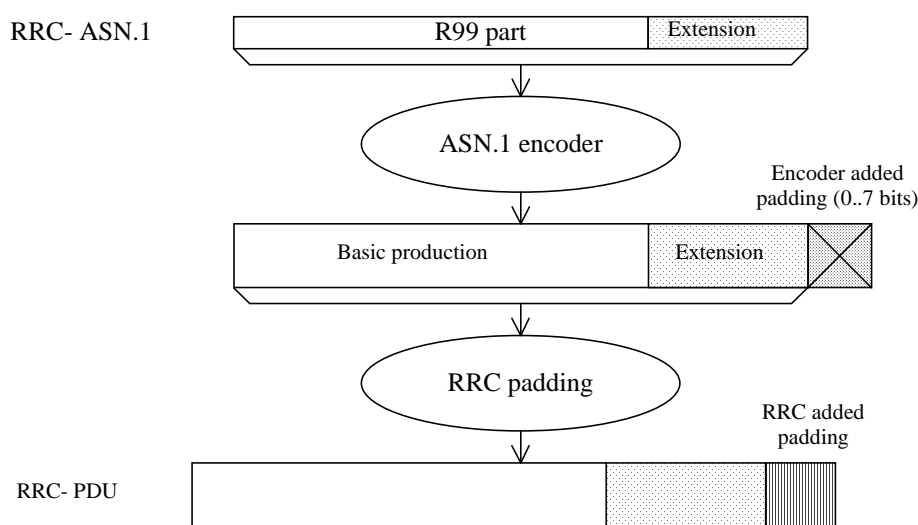 RRC- ASN.1
R99 part
Extension
ASN.1 encoder
Encoder added
padding (0..7 bits)
Basic production
Extension
RRC padding
RRC added
padding
RRC- PDU